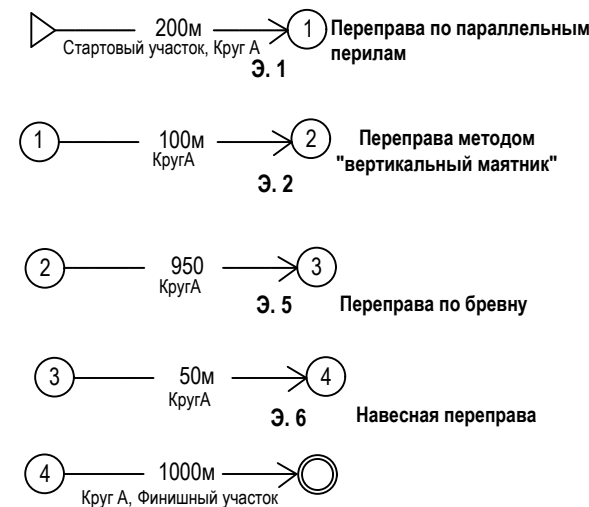 200м 1 Переправа по параллельным
Стартовый участок, Круг А перилам
Э. 1
1 100м 2 Переправа методом
КругА "вертикальный маятник"
Э. 2
2 950 3
КругА
Э. 5 Переправа по бревну
3 50м 4
КругА
Э. 6 Навесная переправа
4 1000м
Круг А, Финишный участок